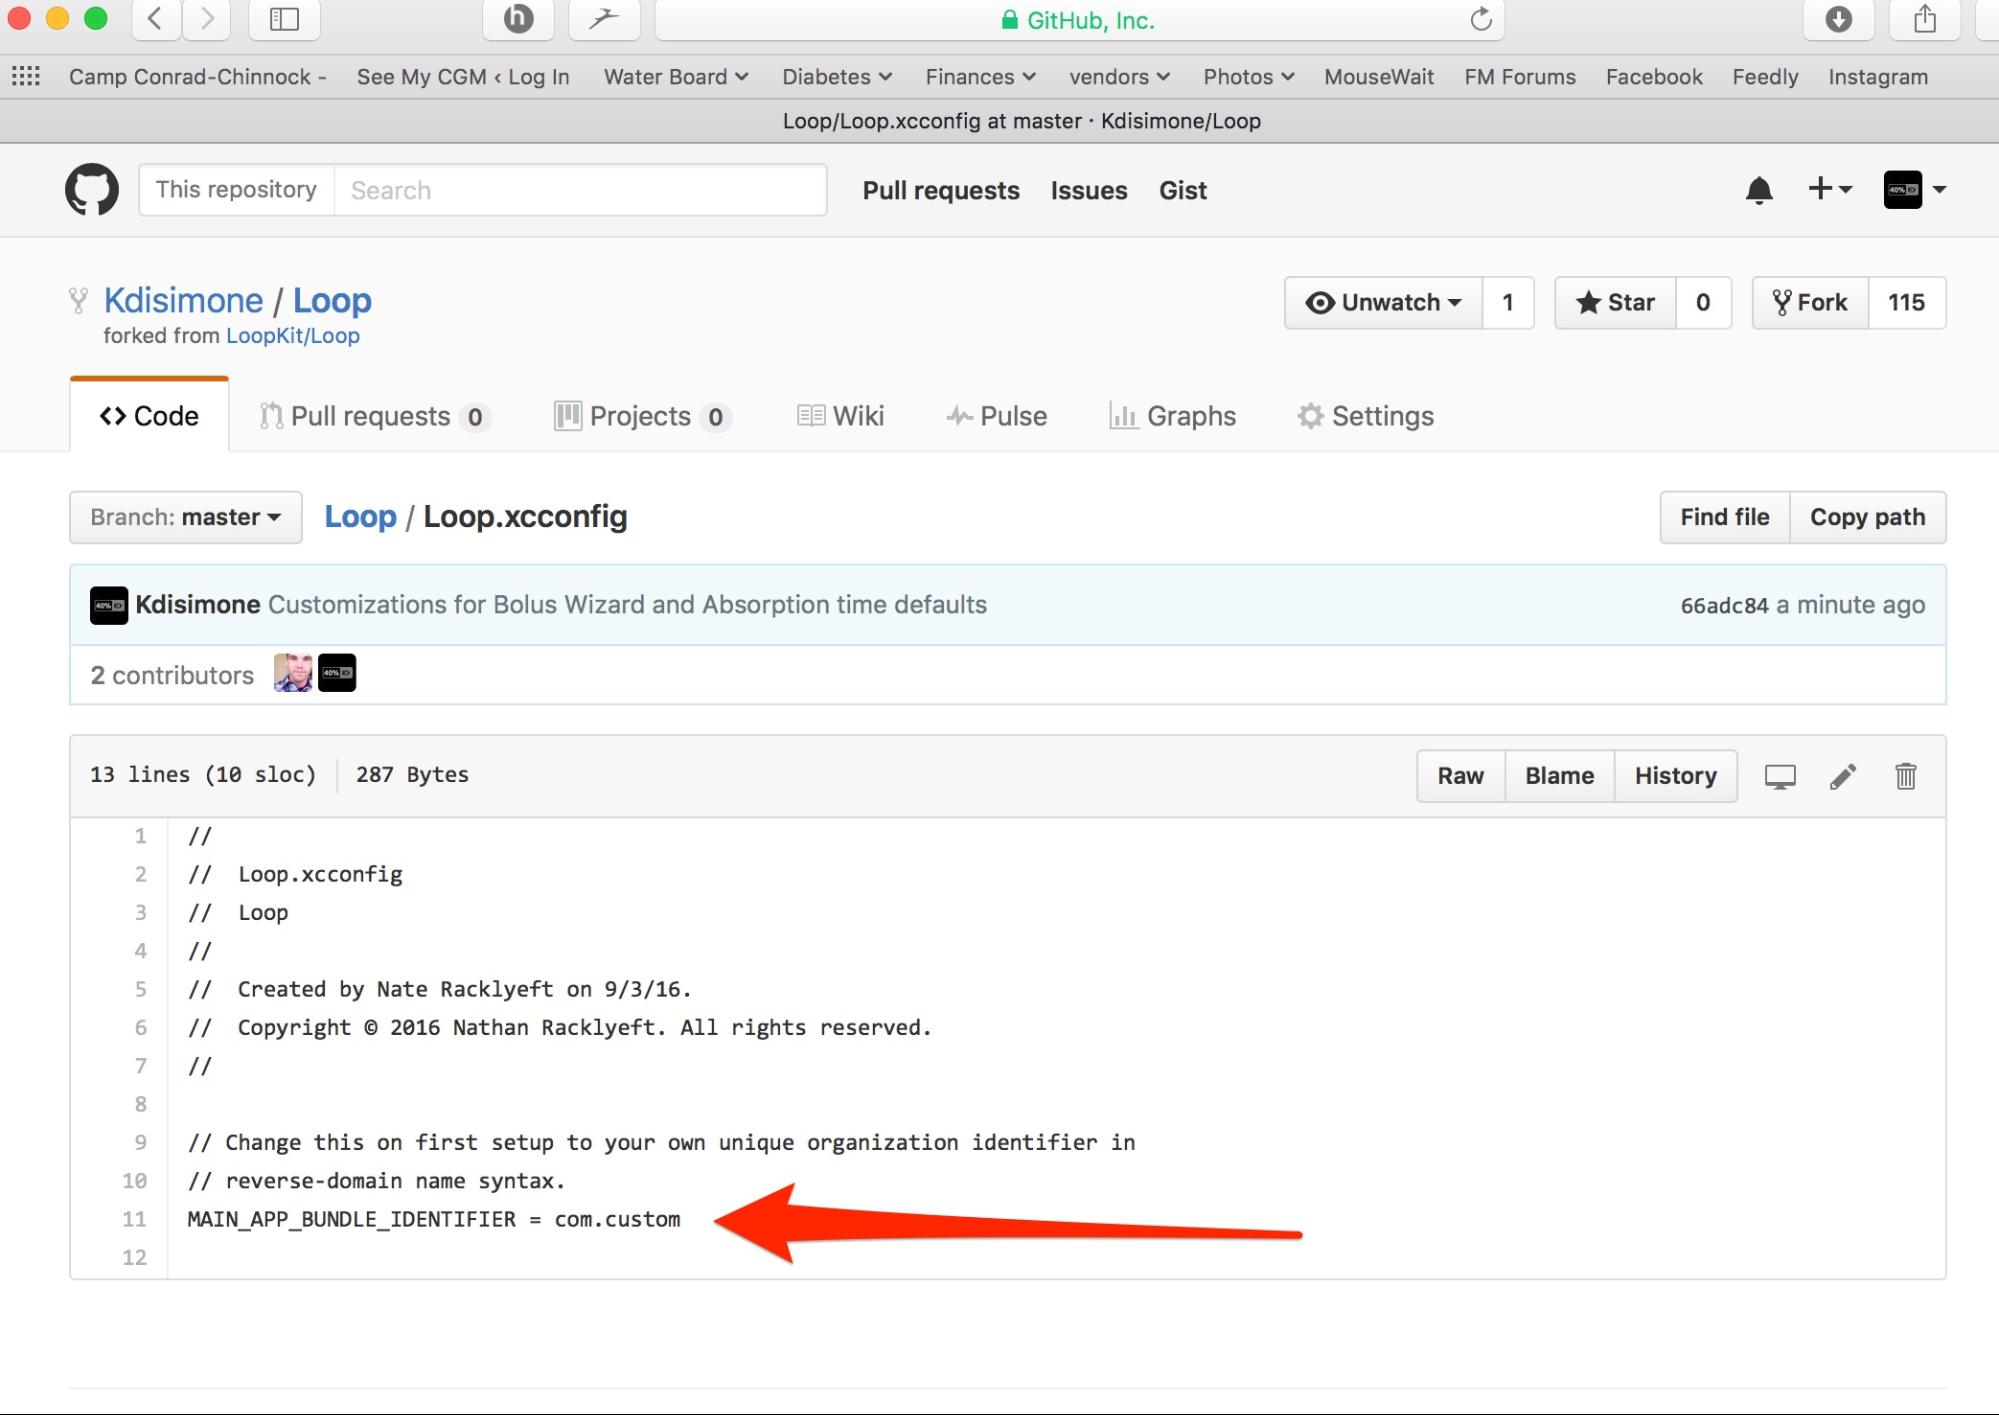 GitHub, Inc.
Camp Conrad-Chinnock - See My CGM ‹ Log In Water Board Diabetes Finances vendors Photos MouseWait FM Forums Facebook Feedly Instagram
Loop/Loop.xcconfig at master · Kdisimone/Loop
This repository Search Pull requests Issues Gist
Kdisimone / Loop
Unwatch 1 Star 0 Fork 115
forked from LoopKit/Loop
<> Code Pull requests 0 Projects 0 Wiki Pulse Graphs Settings
Branch: master Loop / Loop.xcconfig Find file Copy path
Kdisimone Customizations for Bolus Wizard and Absorption time defaults 66adc84 a minute ago
2 contributors
13 lines (10 sloc) 287 Bytes Raw Blame History
1 //
2 // Loop.xcconfig
3 // Loop
4 //
5 // Created by Nate Racklyeft on 9/3/16.
6 // Copyright © 2016 Nathan Racklyeft. All rights reserved.
7 //
8
9 // Change this on first setup to your own unique organization identifier in
10 // reverse-domain name syntax.
11 MAIN_APP_BUNDLE_IDENTIFIER = com.custom
12